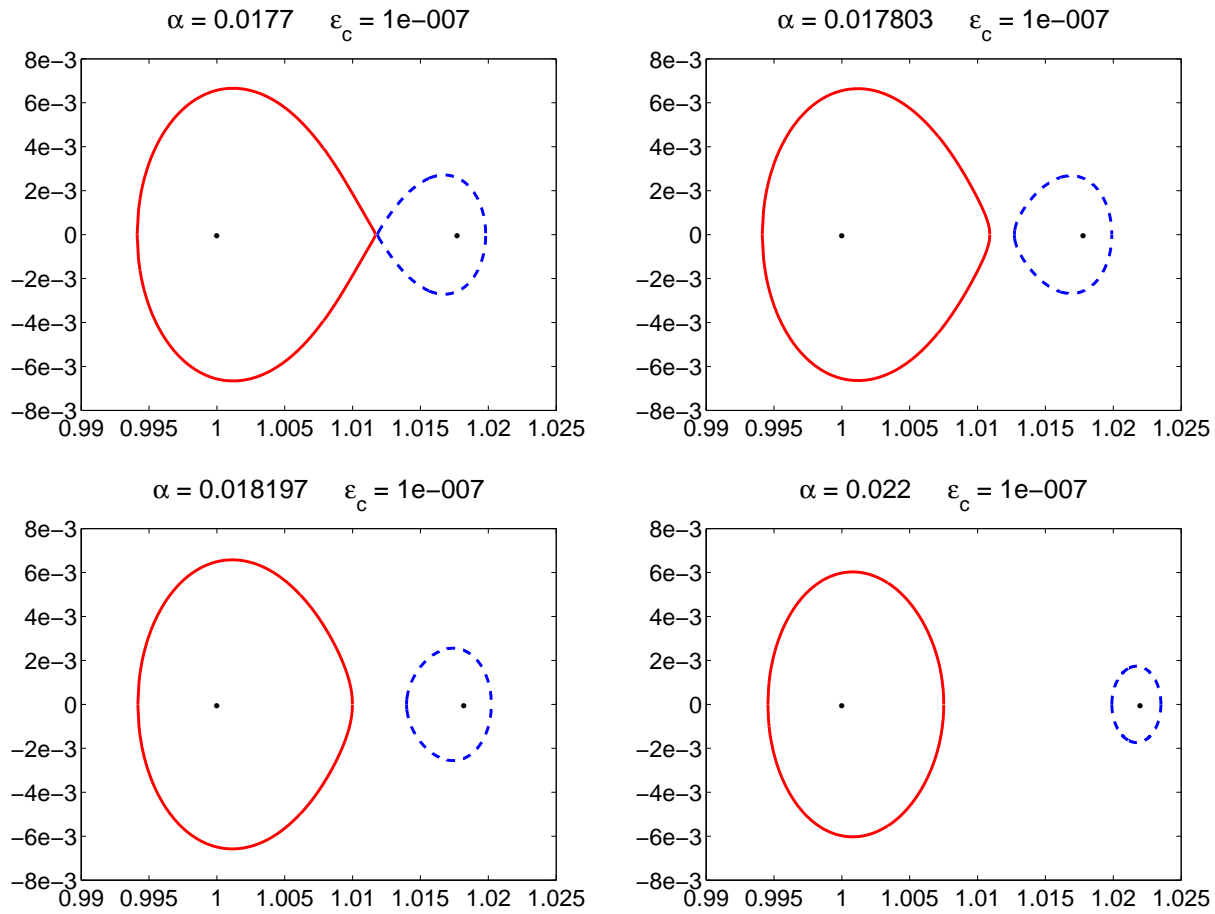 α = 0.0177 ε_c = 1e-007
8e-3
6e-3
4e-3
2e-3
0
−2e-3
−4e-3
−6e-3
−8e-3
0.99 0.995 1 1.005 1.01 1.015 1.02 1.025
α = 0.017803 ε_c = 1e-007
8e-3
6e-3
4e-3
2e-3
0
−2e-3
−4e-3
−6e-3
−8e-3
0.99 0.995 1 1.005 1.01 1.015 1.02 1.025
α = 0.018197 ε_c = 1e-007
8e-3
6e-3
4e-3
2e-3
0
−2e-3
−4e-3
−6e-3
−8e-3
0.99 0.995 1 1.005 1.01 1.015 1.02 1.025
α = 0.022 ε_c = 1e-007
8e-3
6e-3
4e-3
2e-3
0
−2e-3
−4e-3
−6e-3
−8e-3
0.99 0.995 1 1.005 1.01 1.015 1.02 1.025